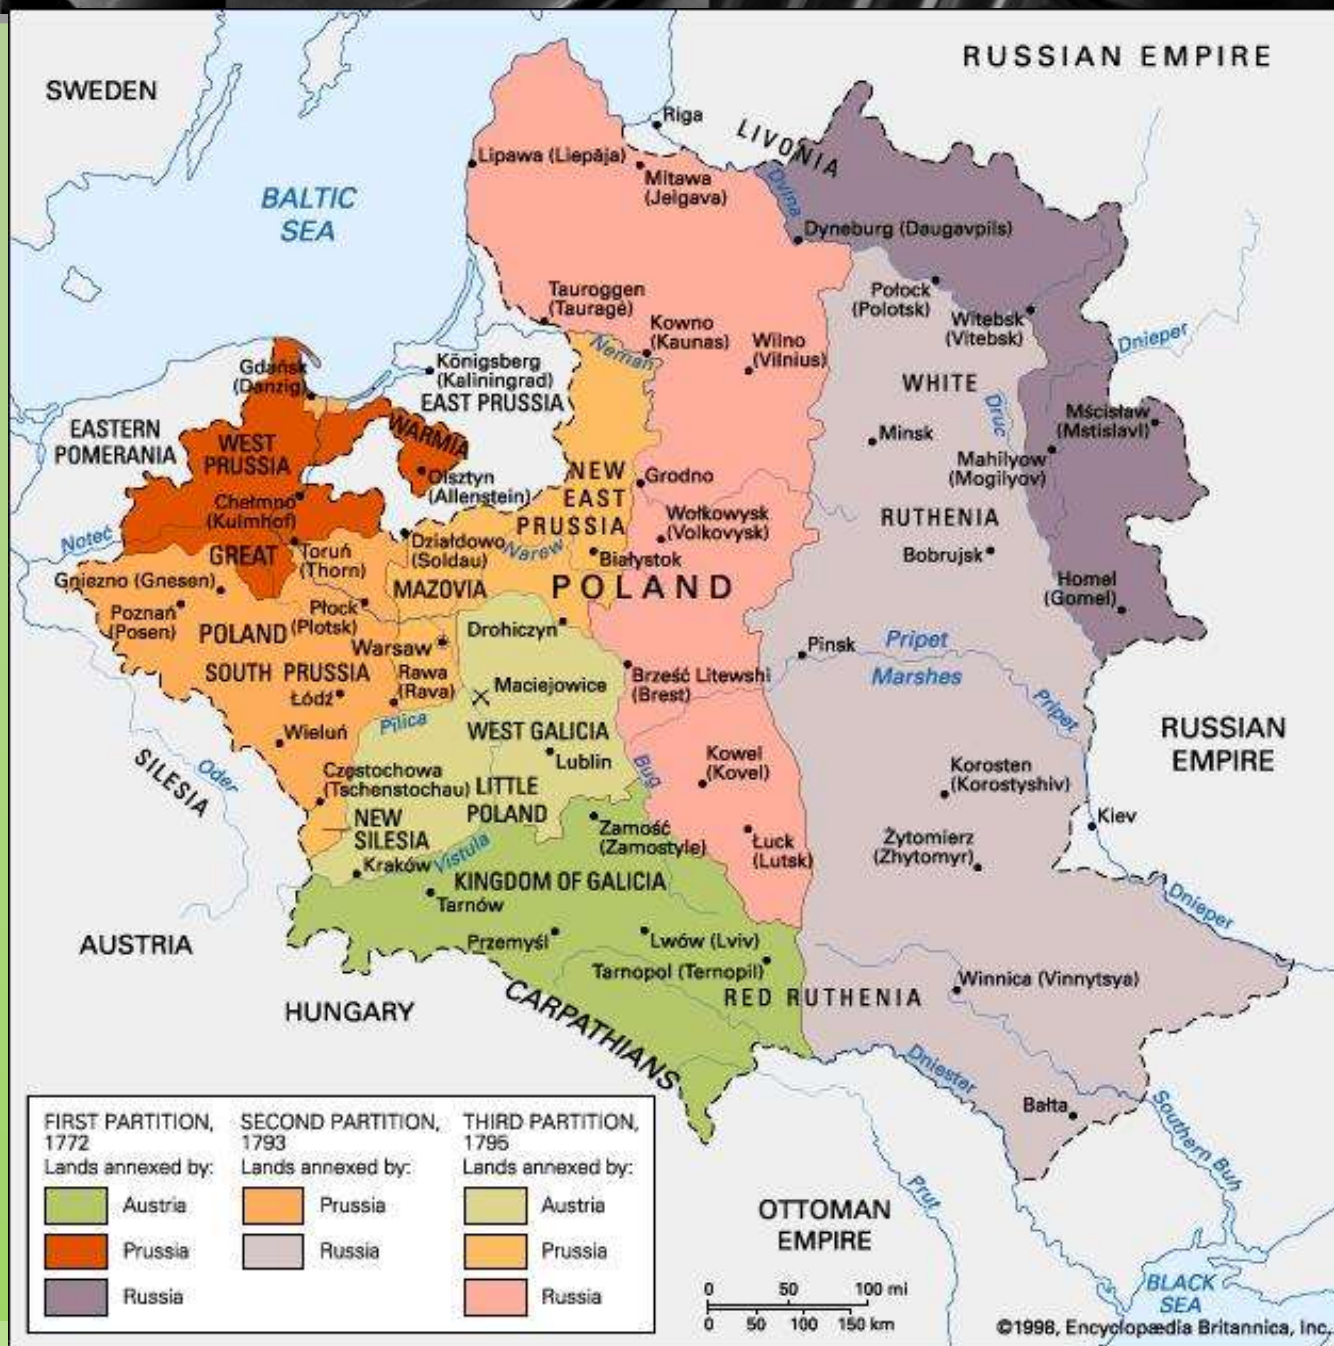 RUSSIAN EMPIRE
SWEDEN
Riga
LIVONIA
Lipawa (Liepāja)
Mitawa
(Jeigava)
Dvina
BALTIC
SEA
Dyneburg (Daugavpils)
Tauroggen
(Tauragė)
Połock
(Polotsk)
Witebsk
(Vitebsk)
Dnieper
Kowno
(Kaunas)
Wilno
(Vilnius)
Neman
Gdańsk
(Danzig)
Königsberg
(Kaliningrad)
EAST PRUSSIA
WHITE
Druc
Mścisław
(Mstislavl)
EASTERN
POMERANIA
WEST
PRUSSIA
WARMIA
Minsk
Mahilyow
(Mogilyov)
Olsztyn
(Allenstein)
NEW
EAST
PRUSSIA
Grodno
Chełmno
(Kulmhof)
Wołkowysk
(Volkovysk)
RUTHENIA
Noteć
GREAT
Toruń
(Thorn)
Działdowo
(Soldau)
Narew
Białystok
Bobrujsk
Gniezno (Gnesen)
MAZOVIA
POLAND
Homel
(Gomel)
Poznań
(Posen)
POLAND
Płock
(Plotsk)
Drohiczyn
Warsaw
Pinsk
Pripet
Marshes
SOUTH PRUSSIA
Rawa
(Rava)
Brześć Litewshi
(Brest)
Łódź
Maciejowice
Pilica
Pripet
WEST GALICIA
Wieluń
Lublin
RUSSIAN
EMPIRE
SILESIA
Oder
Bug
Kowel
(Kovel)
Korosten
(Korostyshiv)
Częstochowa
(Tschenstochau)
LITTLE
POLAND
NEW
SILESIA
Zamość
(Zamostyle)
Łuck
(Lutsk)
Kiev
Żytomierz
(Zhytomyr)
Kraków
Vistula
KINGDOM OF GALICIA
Tarnów
Dnieper
AUSTRIA
Przemyśl
Lwów (Lviv)
Tarnopol (Ternopil)
Winnica (Vinnytsya)
RED RUTHENIA
HUNGARY
CARPATHIANS
Dniester
Bałta
Southern Buh
FIRST PARTITION,
1772
Lands annexed by:
Austria
Prussia
Russia
SECOND PARTITION,
1793
Lands annexed by:
Prussia
Russia
THIRD PARTITION,
1795
Lands annexed by:
Austria
Prussia
Russia
Prut
OTTOMAN
EMPIRE
0 50 100 mi
0 50 100 150 km
BLACK
SEA
©1998, Encyclopædia Britannica, Inc.